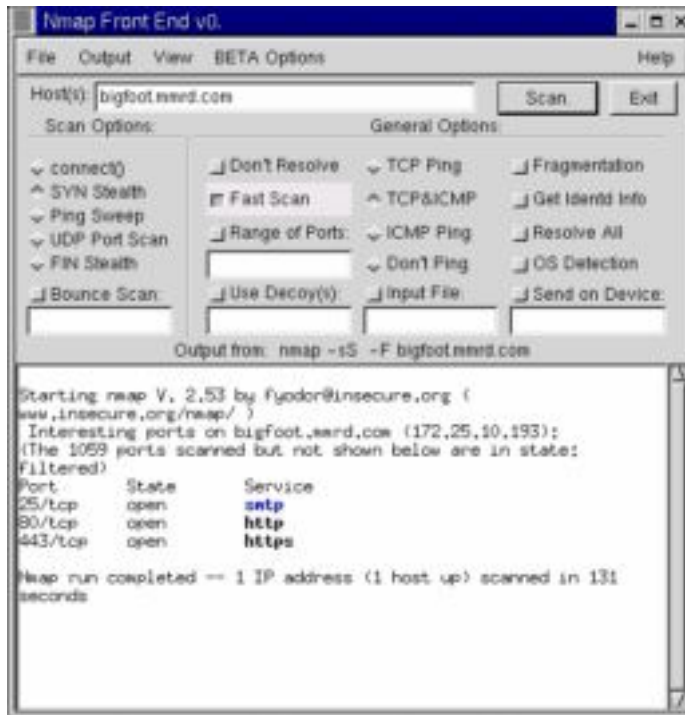 Nmap Front End v0.
File Output View BETA Options Help
Host(s): bigfoot.mmrd.com Scan. Exit
Scan Options: General Options:
connect() Don't Resolve TCP Ping Fragmentation
SYN Stealth Fast Scan TCP&ICMP Get Identd Info
Ping Sweep Range of Ports: ICMP Ping Resolve All
UDP Port Scan Don't Ping OS Detection
FIN Stealth
Bounce Scan: Use Decoy(s): Input File: Send on Device:
Output from: nmap -sS -F bigfoot.mmrd.com
Starting nmap V. 2.53 by fyodor@insecure.org (
www.insecure.org/nmap/ )
Interesting ports on bigfoot.mmrd.com (172.25.10.193):
(The 1059 ports scanned but not shown below are in state:
filtered)
Port State Service
25/tcp open smtp
80/tcp open http
443/tcp open https
Nmap run completed -- 1 IP address (1 host up) scanned in 131
seconds